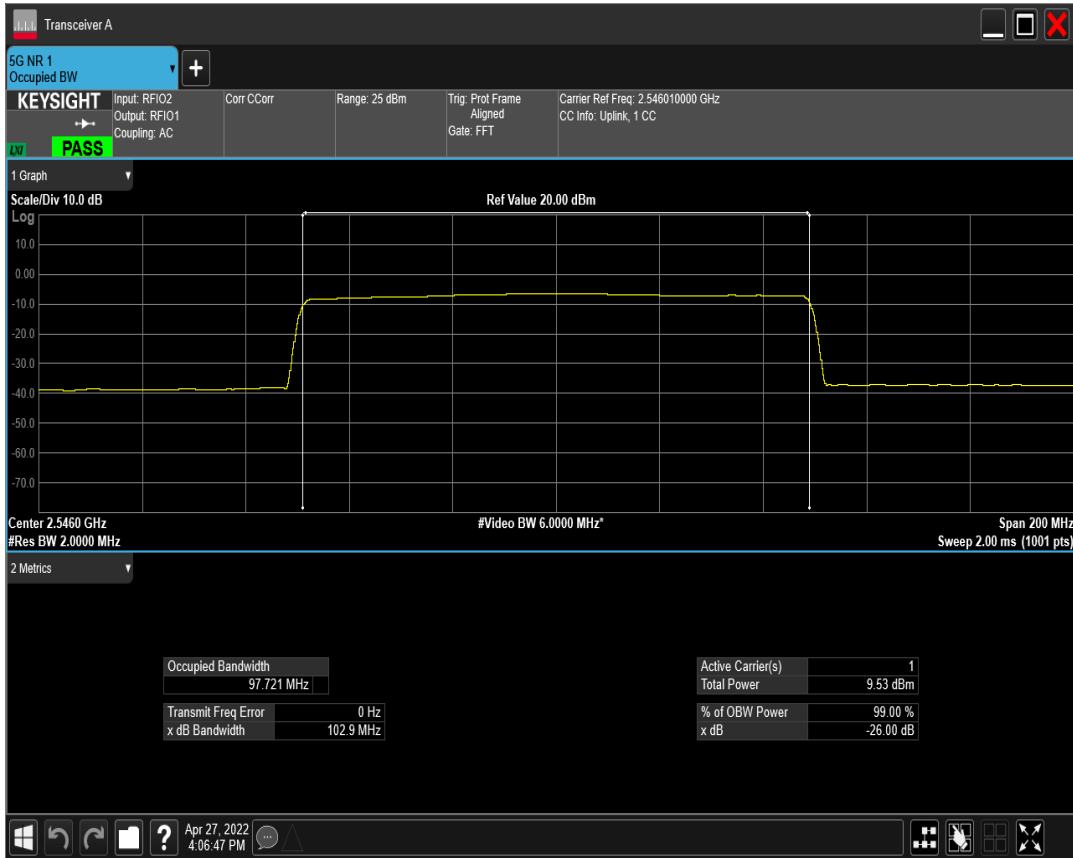 Transceiver A
5G NR 1
Occupied BW
KEYSIGHT
LXI
PASS
Input: RFIO2
Output: RFIO1
Coupling: AC
Corr CCorr
Range: 25 dBm
Trig: Prot Frame
Aligned
Gate: FFT
Carrier Ref Freq: 2.546010000 GHz
CC Info: Uplink, 1 CC
1 Graph
Scale/Div 10.0 dB
Ref Value 20.00 dBm
Log
10.0
0.00
-10.0
-20.0
-30.0
-40.0
-50.0
-60.0
-70.0
Center 2.5460 GHz
#Video BW 6.0000 MHz*
Span 200 MHz
#Res BW 2.0000 MHz
Sweep 2.00 ms (1001 pts)
2 Metrics
Occupied Bandwidth
97.721 MHz
Transmit Freq Error 0 Hz
x dB Bandwidth 102.9 MHz
Active Carrier(s) 1
Total Power 9.53 dBm
% of OBW Power 99.00 %
x dB -26.00 dB
?
Apr 27, 2022
4:06:47 PM